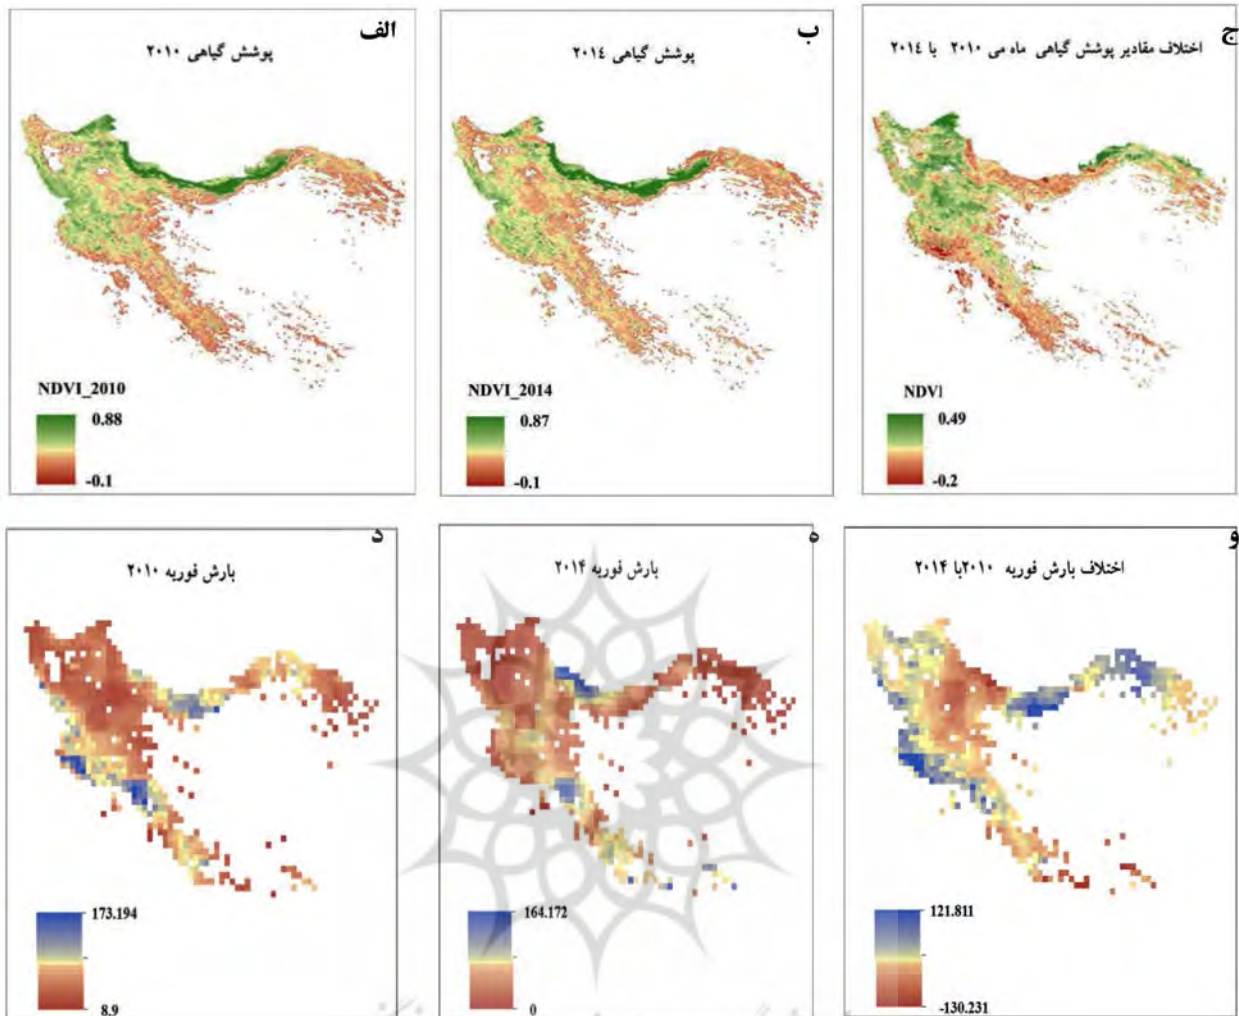 الف
پوشش گیاهی ۲۰۱۰
NDVI_2010
0.88
-0.1
ب
پوشش گیاهی ۲۰۱٤
NDVI_2014
0.87
-0.1
ج
اختلاف مقادیر پوشش گیاهی ماه می ۲۰۱۰ با ۲۰۱٤
NDVI
0.49
-0.2
د
بارش فوریه ۲۰۱۰
173.194
8.9
ه
بارش فوریه ۲۰۱۴
164.172
0
و
اختلاف بارش فوریه ۲۰۱۰با ۲۰۱۴
121.811
-130.231